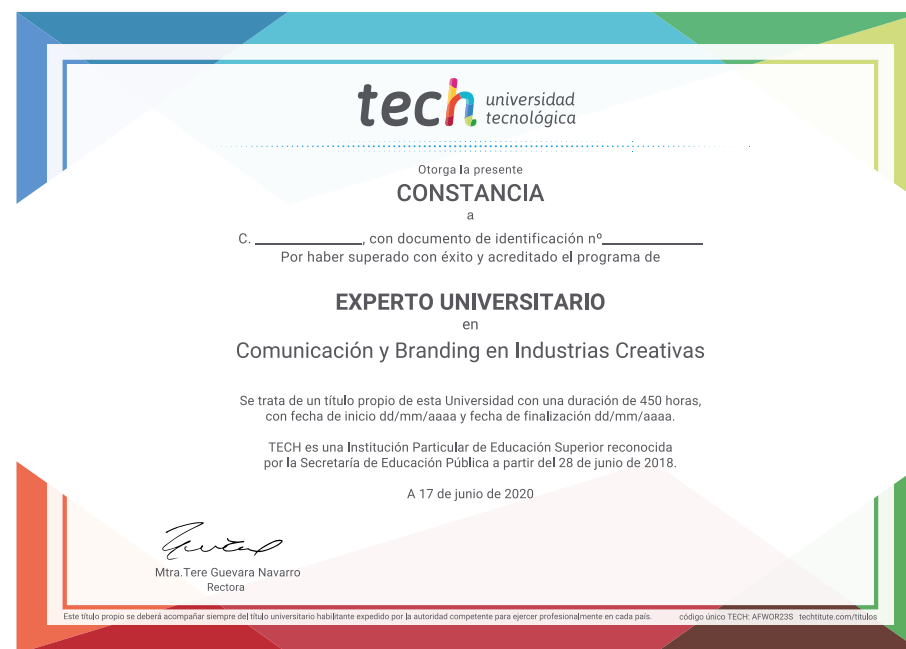 tech universidad
tecnológica
Otorga la presente
CONSTANCIA
a
C. ______________, con documento de identificación nº_____________
Por haber superado con éxito y acreditado el programa de
EXPERTO UNIVERSITARIO
en
Comunicación y Branding en Industrias Creativas
Se trata de un título propio de esta Universidad con una duración de 450 horas,
con fecha de inicio dd/mm/aaaa y fecha de finalización dd/mm/aaaa.
TECH es una Institución Particular de Educación Superior reconocida
por la Secretaría de Educación Pública a partir del 28 de junio de 2018.
A 17 de junio de 2020
Mtra.Tere Guevara Navarro
Rectora
Este título propio se deberá acompañar siempre del título universitario habilitante expedido por la autoridad competente para ejercer profesionalmente en cada país. código único TECH: AFWOR23S techtitute.com/titulos